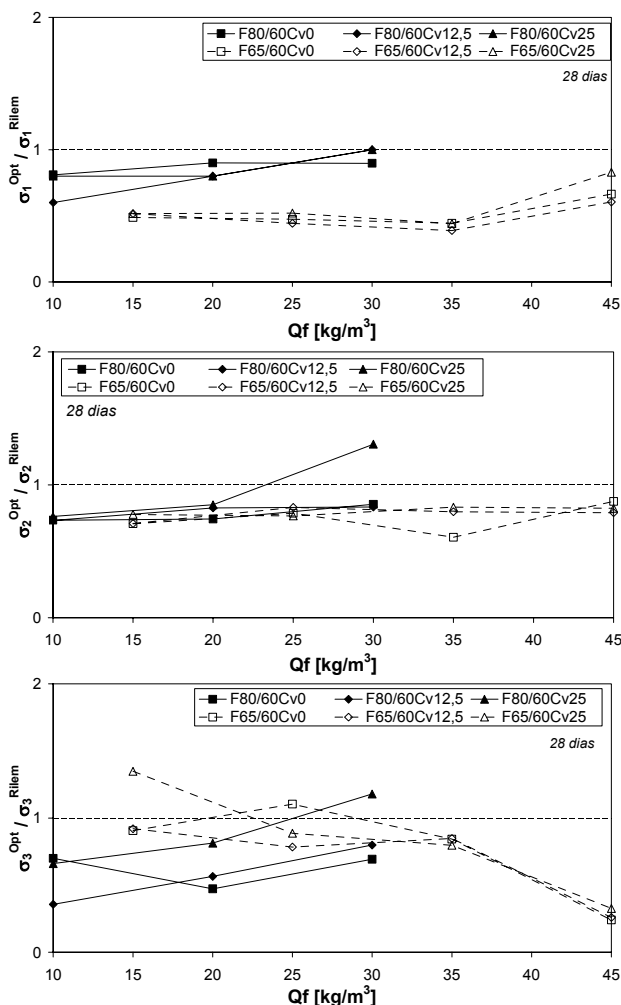 2
F80/60Cv0 F80/60Cv12,5 F80/60Cv25
F65/60Cv0 F65/60Cv12,5 F65/60Cv25
28 dias
σ₁ᴼᵖᵗ / σ₁ᴿⁱˡᵉᵐ
1
0
10 15 20 25 30 35 40 45
Qf [kg/m³]
2
F80/60Cv0 F80/60Cv12,5 F80/60Cv25
F65/60Cv0 F65/60Cv12,5 F65/60Cv25
28 dias
σ₂ᴼᵖᵗ / σ₂ᴿⁱˡᵉᵐ
1
0
10 15 20 25 30 35 40 45
Qf [kg/m³]
2
F80/60Cv0 F80/60Cv12,5 F80/60Cv25
F65/60Cv0 F65/60Cv12,5 F65/60Cv25
28 dias
σ₃ᴼᵖᵗ / σ₃ᴿⁱˡᵉᵐ
1
0
10 15 20 25 30 35 40 45
Qf [kg/m³]